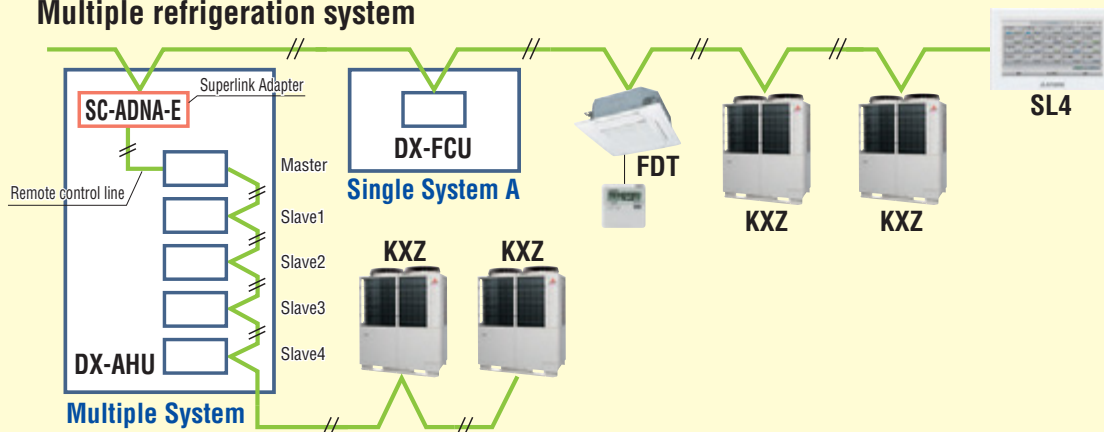 Multiple refrigeration system
SC-ADNA-E
Superlink Adapter
Remote control line
Master
Slave1
Slave2
Slave3
Slave4
DX-AHU
Multiple System
DX-FCU
Single System A
FDT
KXZ
KXZ
SL4
KXZ
KXZ